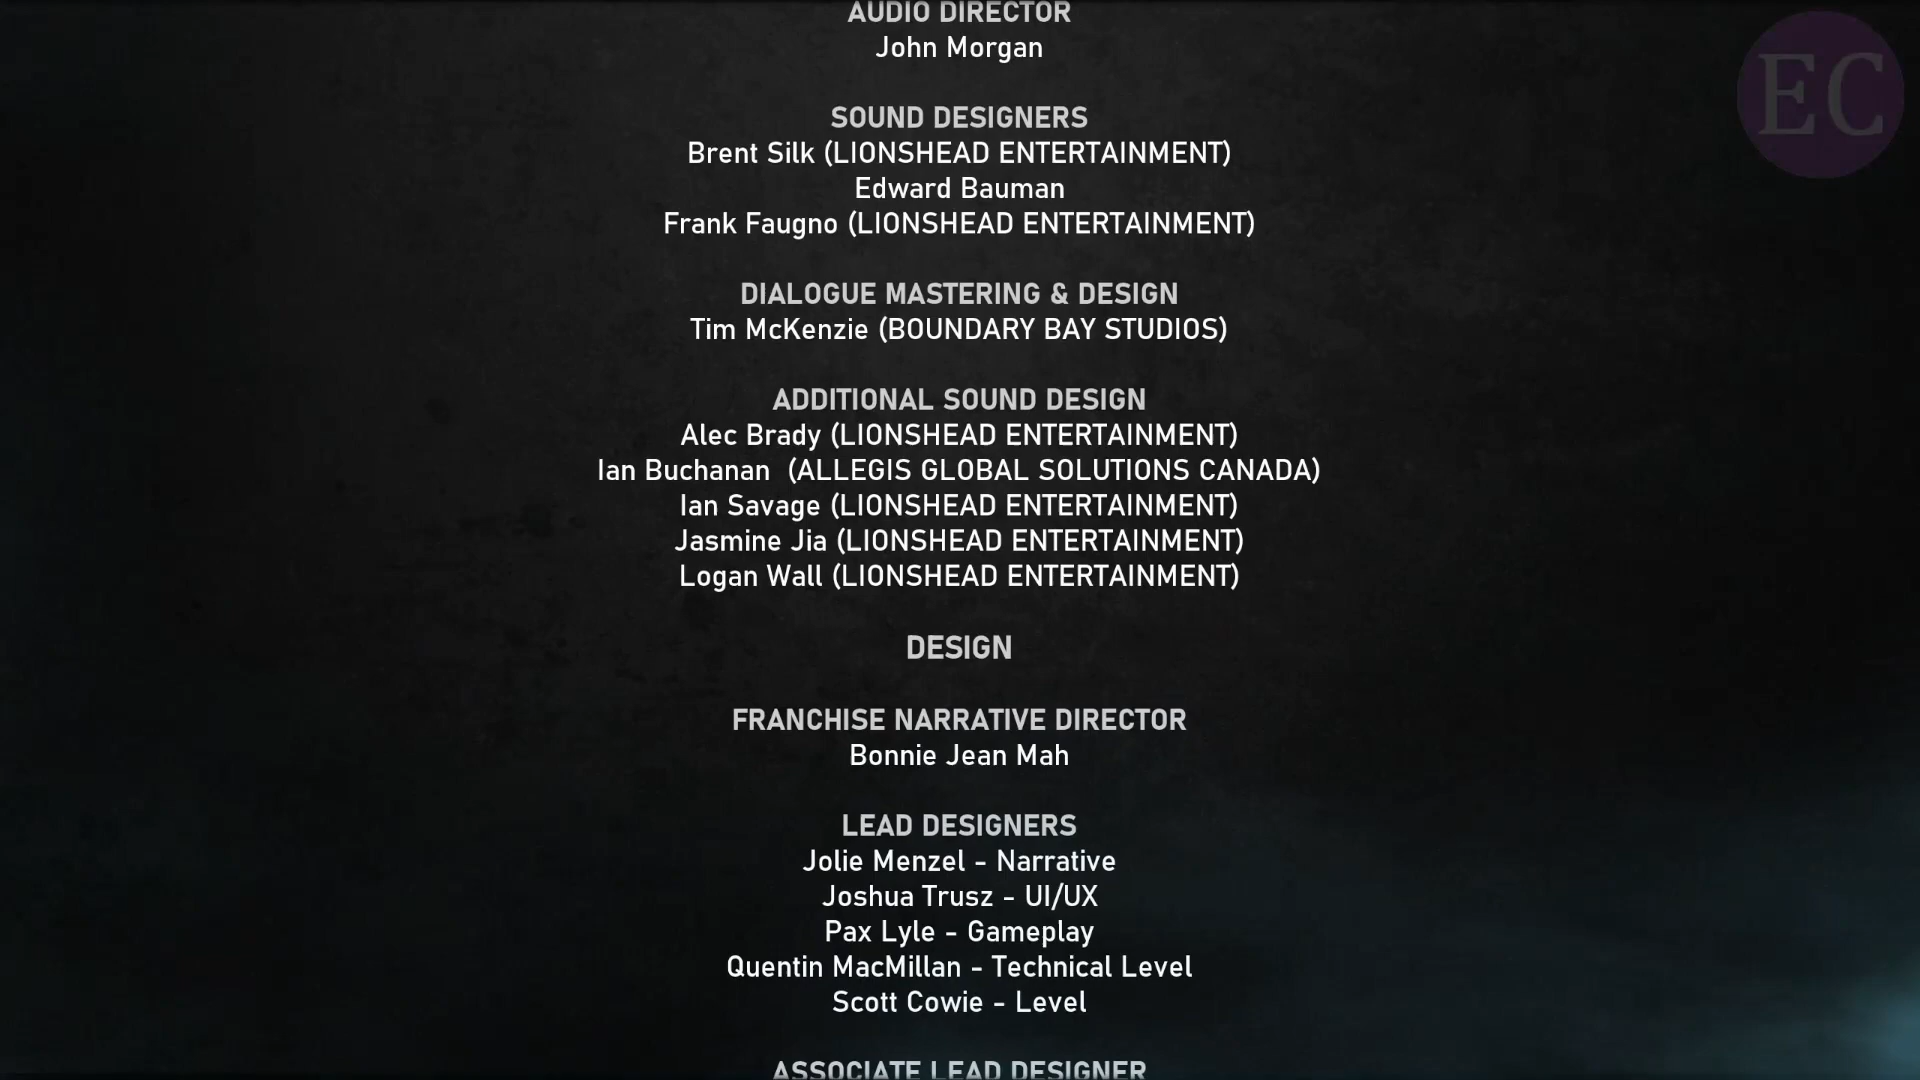 AUDIO DIRECTOR
John Morgan
EC
SOUND DESIGNERS
Brent Silk (LIONSHEAD ENTERTAINMENT)
Edward Bauman
Frank Faugno (LIONSHEAD ENTERTAINMENT)
DIALOGUE MASTERING & DESIGN
Tim McKenzie (BOUNDARY BAY STUDIOS)
ADDITIONAL SOUND DESIGN
Alec Brady (LIONSHEAD ENTERTAINMENT)
Ian Buchanan  (ALLEGIS GLOBAL SOLUTIONS CANADA)
Ian Savage (LIONSHEAD ENTERTAINMENT)
Jasmine Jia (LIONSHEAD ENTERTAINMENT)
Logan Wall (LIONSHEAD ENTERTAINMENT)
DESIGN
FRANCHISE NARRATIVE DIRECTOR
Bonnie Jean Mah
LEAD DESIGNERS
Jolie Menzel - Narrative
Joshua Trusz - UI/UX
Pax Lyle - Gameplay
Quentin MacMillan - Technical Level
Scott Cowie - Level
ASSOCIATE LEAD DESIGNER